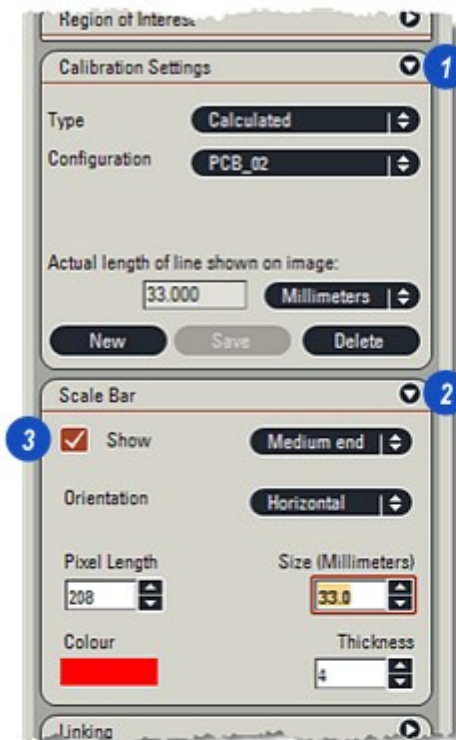 Region of Interest
Calibration Settings
1
Type Calculated
Configuration PCB_02
Actual length of line shown on image:
33.000 Millimeters
New Save Delete
Scale Bar
2
3 Show Medium end
Orientation Horizontal
Pixel Length Size (Millimeters)
208 33.0
Colour Thickness
4
Linking